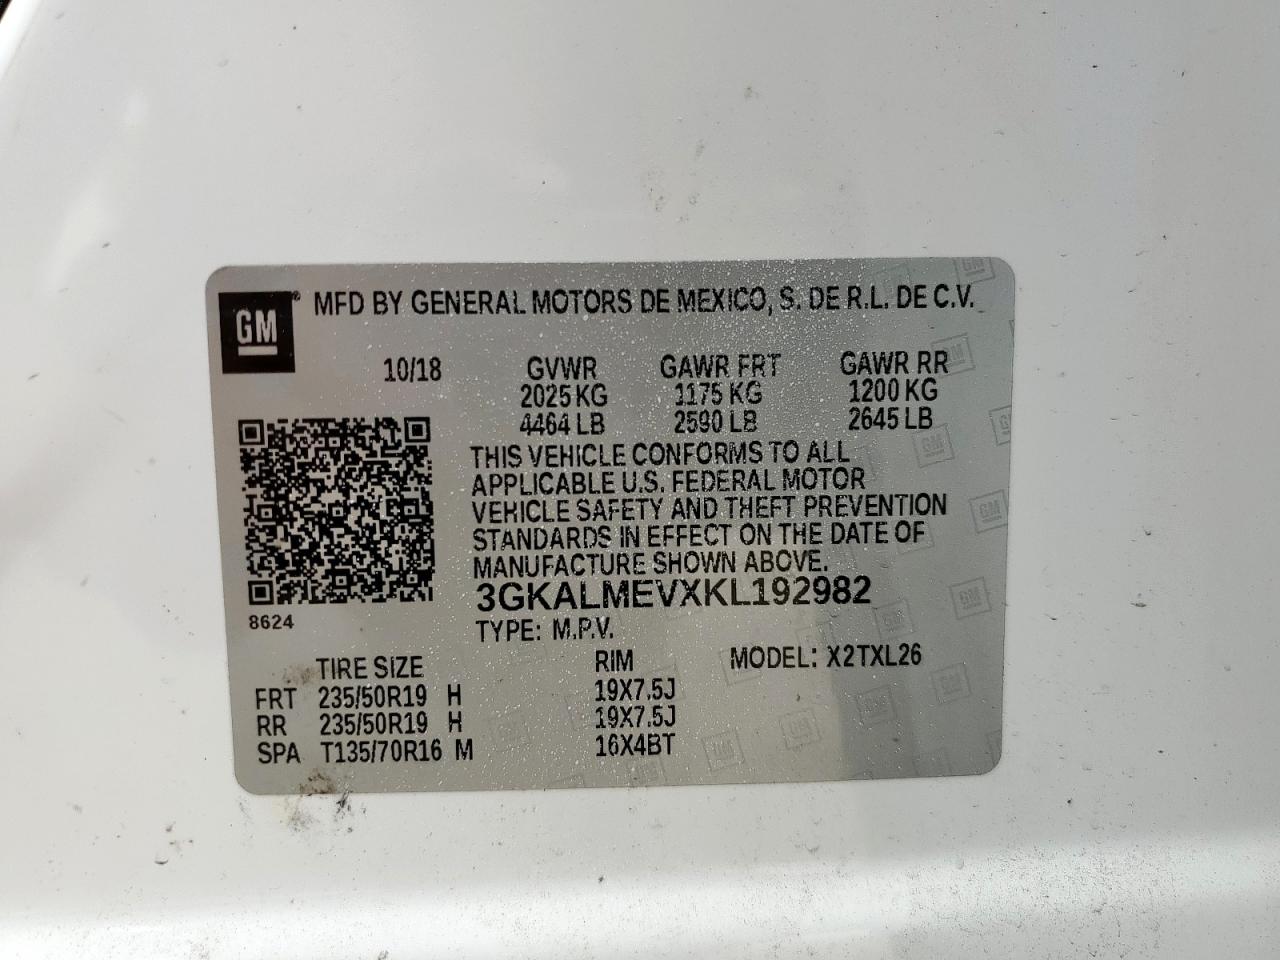 GM ® MFD BY GENERAL MOTORS DE MEXICO, S. DE R.L. DE C.V.
10/18 GVWR GAWR FRT GAWR RR
2025 KG 1175 KG 1200 KG
4464 LB 2590 LB 2645 LB
THIS VEHICLE CONFORMS TO ALL
APPLICABLE U.S. FEDERAL MOTOR
VEHICLE SAFETY AND THEFT PREVENTION
STANDARDS IN EFFECT ON THE DATE OF
MANUFACTURE SHOWN ABOVE.
3GKALMEVXKL192982
8624
TYPE: M.P.V.
TIRE SIZE RIM MODEL: X2TXL26
FRT 235/50R19 H 19X7.5J
RR 235/50R19 H 19X7.5J
SPA T135/70R16 M 16X4BT